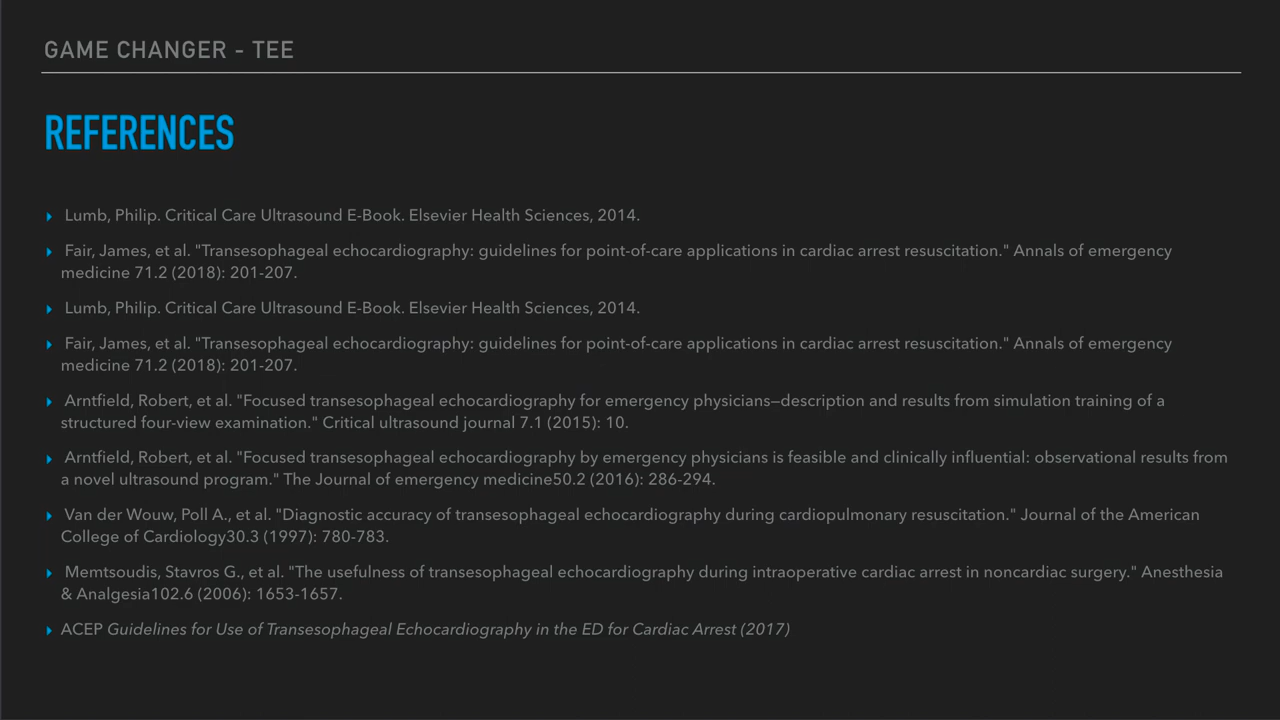 GAME CHANGER - TEE
REFERENCES
Lumb, Philip. Critical Care Ultrasound E-Book. Elsevier Health Sciences, 2014.
Fair, James, et al. "Transesophageal echocardiography: guidelines for point-of-care applications in cardiac arrest resuscitation." Annals of emergency
medicine 71.2 (2018): 201-207.
Lumb, Philip. Critical Care Ultrasound E-Book. Elsevier Health Sciences, 2014.
Fair, James, et al. "Transesophageal echocardiography: guidelines for point-of-care applications in cardiac arrest resuscitation." Annals of emergency
medicine 71.2 (2018): 201-207.
Arntfield, Robert, et al. "Focused transesophageal echocardiography for emergency physicians—description and results from simulation training of a
structured four-view examination." Critical ultrasound journal 7.1 (2015): 10.
Arntfield, Robert, et al. "Focused transesophageal echocardiography by emergency physicians is feasible and clinically influential: observational results from
a novel ultrasound program." The Journal of emergency medicine50.2 (2016): 286-294.
Van der Wouw, Poll A., et al. "Diagnostic accuracy of transesophageal echocardiography during cardiopulmonary resuscitation." Journal of the American
College of Cardiology30.3 (1997): 780-783.
Memtsoudis, Stavros G., et al. "The usefulness of transesophageal echocardiography during intraoperative cardiac arrest in noncardiac surgery." Anesthesia
& Analgesia102.6 (2006): 1653-1657.
ACEP Guidelines for Use of Transesophageal Echocardiography in the ED for Cardiac Arrest (2017)